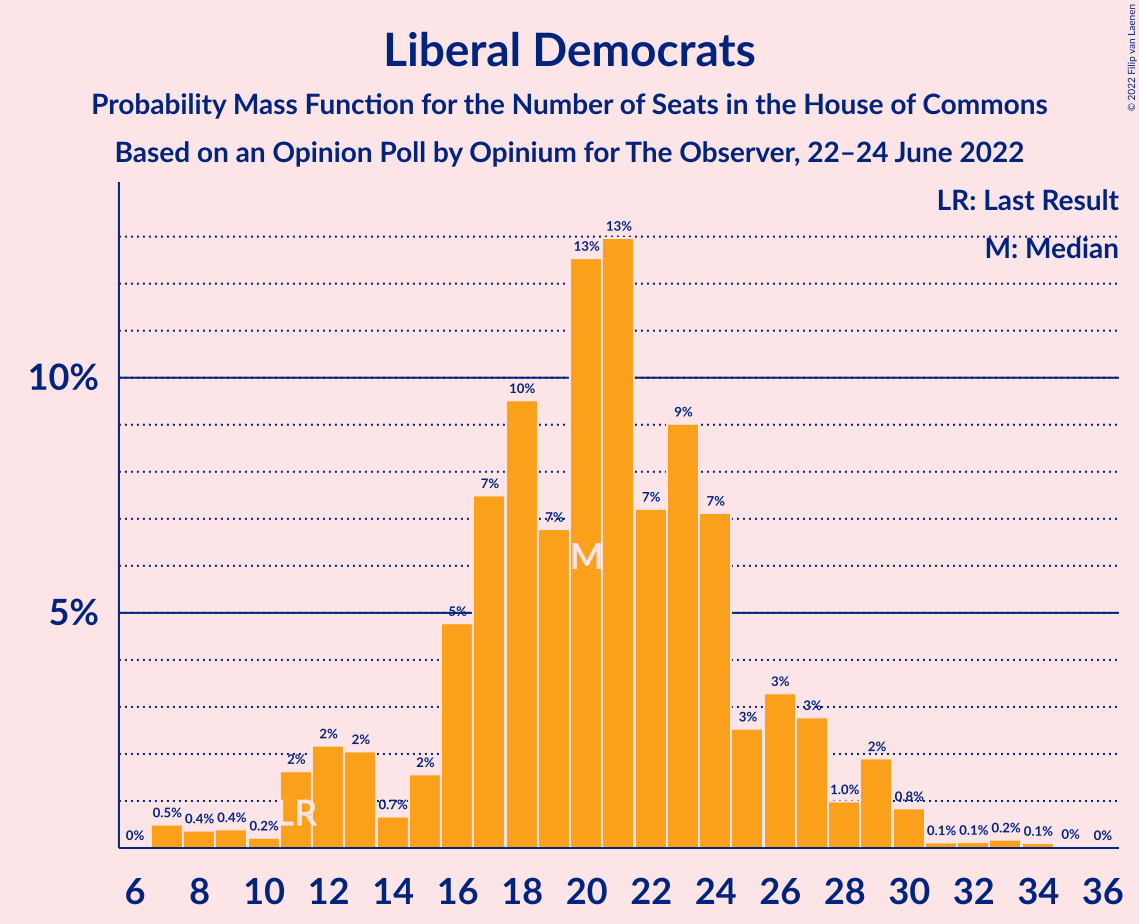 © 2022 Filip van Laenen
Liberal Democrats
Probability Mass Function for the Number of Seats in the House of Commons
Based on an Opinion Poll by Opinium for The Observer, 22–24 June 2022
LR: Last Result
M: Median
10%
5%
0% 0.5% 0.4% 0.4% 0.2% 2% 2% 2% 0.7% 2% 5% 7% 10% 7% 13% 13% 7% 9% 7% 3% 3% 3% 1.0% 2% 0.8% 0.1% 0.1% 0.2% 0.1% 0% 0%
M
LR
6 8 10 12 14 16 18 20 22 24 26 28 30 32 34 36